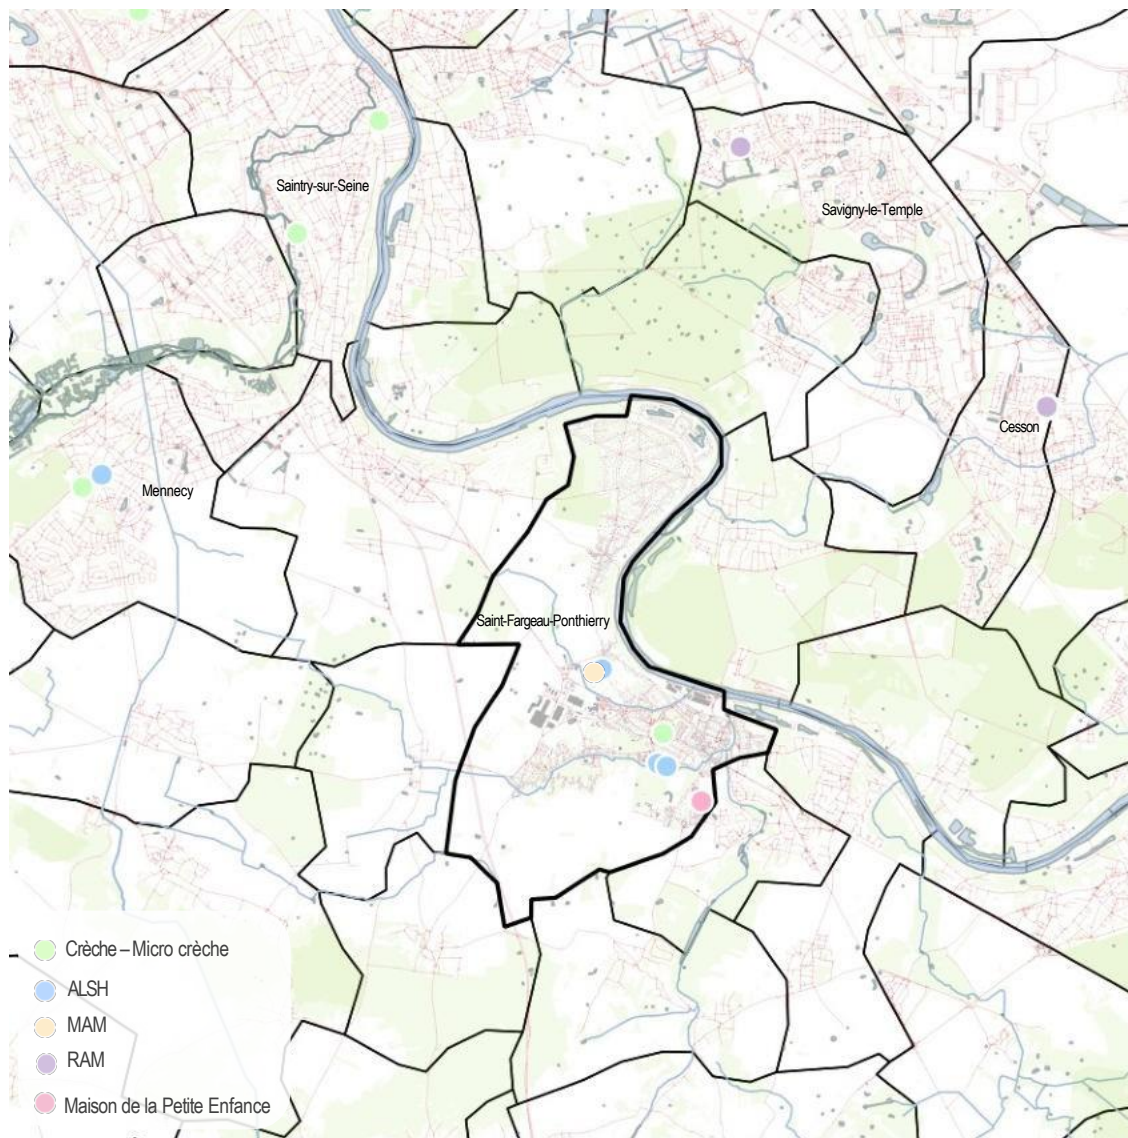 Saintry-sur-Seine
Savigny-le-Temple
Cesson
Mennecy
Saint-Fargeau-Ponthierry
Crèche – Micro crèche
ALSH
MAM
RAM
Maison de la Petite Enfance